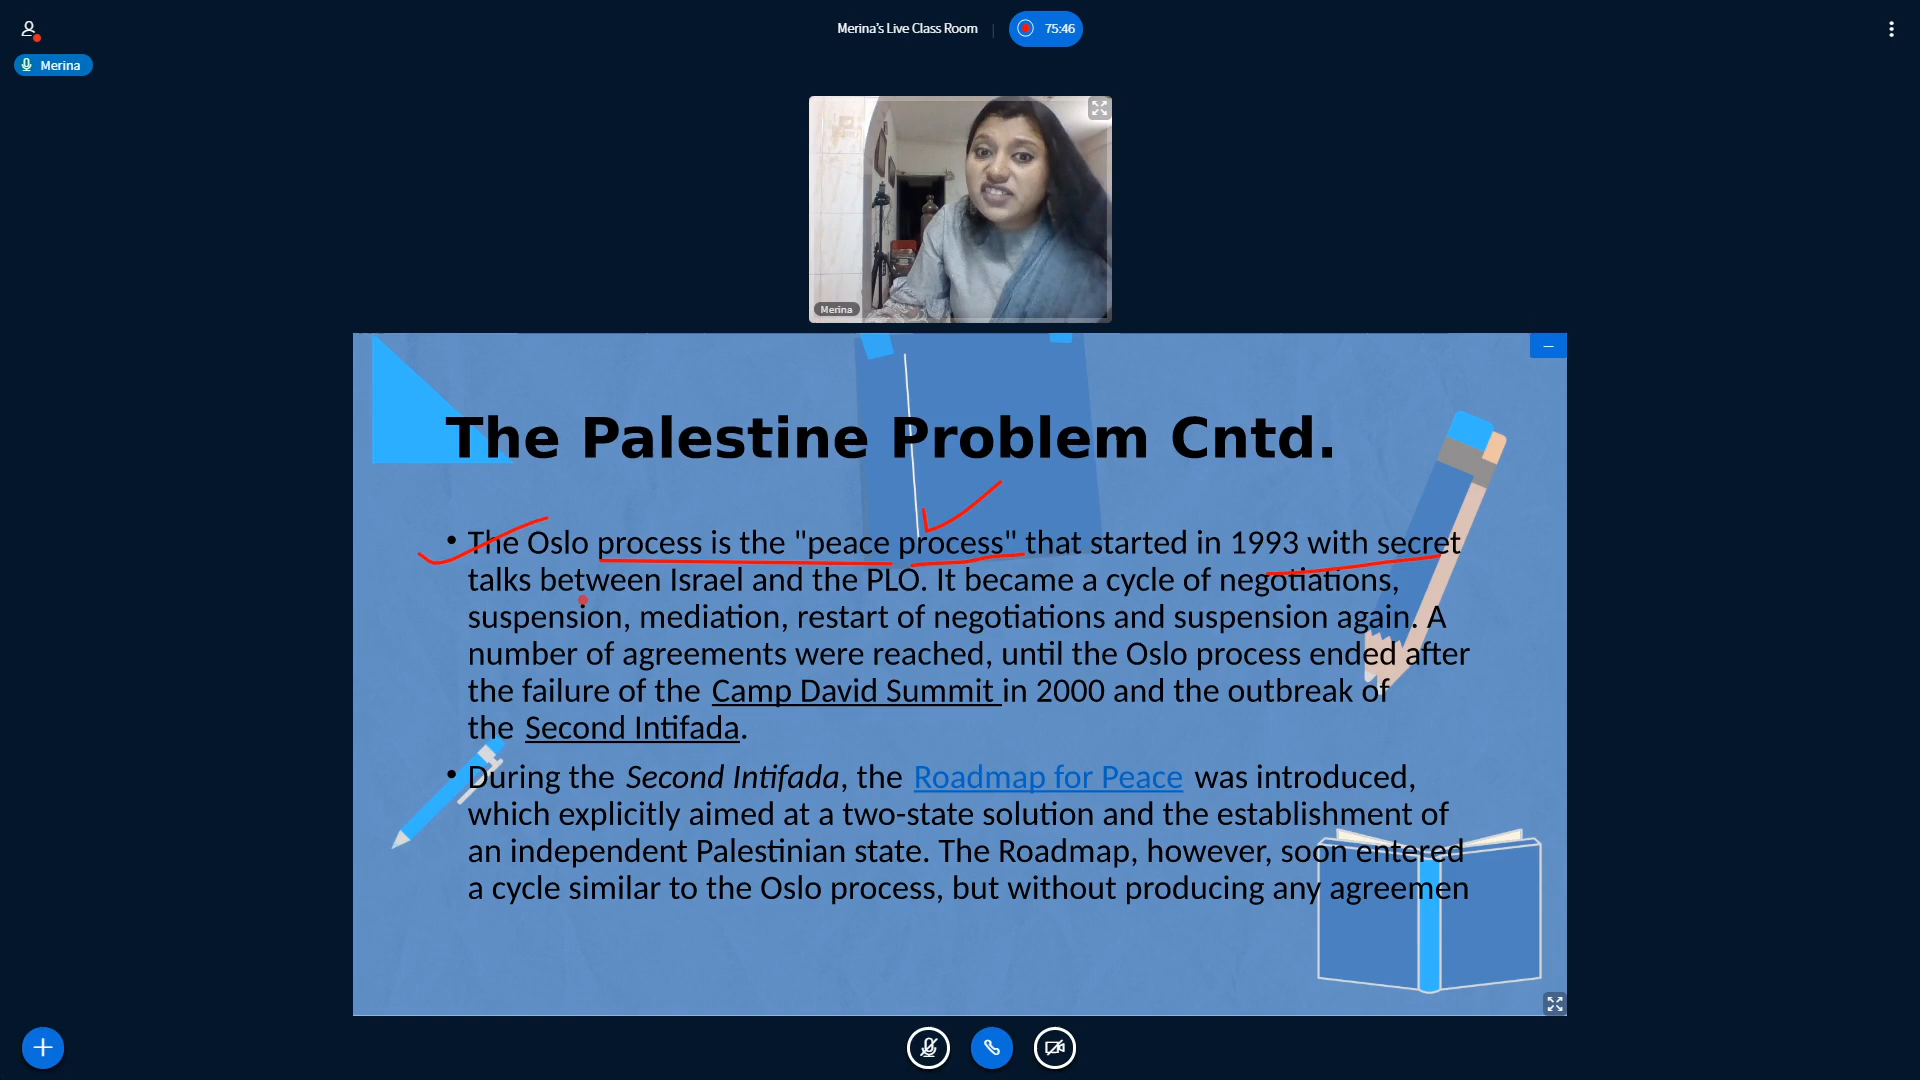 Merina's Live Class Room
75:46
Merina
Merina
The Palestine Problem Cntd.
• The Oslo process is the "peace process" that started in 1993 with secret
talks between Israel and the PLO. It became a cycle of negotiations,
suspension, mediation, restart of negotiations and suspension again. A
number of agreements were reached, until the Oslo process ended after
the failure of the Camp David Summit in 2000 and the outbreak of
the Second Intifada.
• During the Second Intifada, the Roadmap for Peace was introduced,
which explicitly aimed at a two-state solution and the establishment of
an independent Palestinian state. The Roadmap, however, soon entered
a cycle similar to the Oslo process, but without producing any agreemen